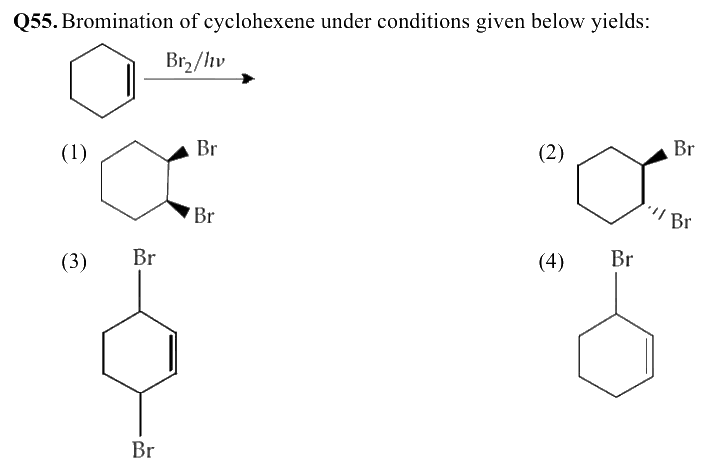 Q55. Bromination of cyclohexene under conditions given below yields:
Br₂/hν
(1) Br
Br
(2) Br
Br
(3) Br
Br
(4) Br